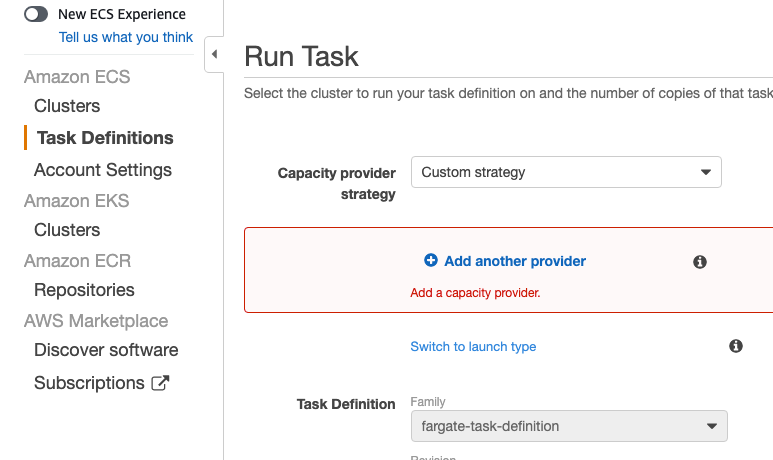 New ECS Experience
Tell us what you think
Amazon ECS
Clusters
Task Definitions
Account Settings
Amazon EKS
Clusters
Amazon ECR
Repositories
AWS Marketplace
Discover software
Subscriptions
Run Task
Select the cluster to run your task definition on and the number of copies of that task
Capacity provider
strategy
Custom strategy
Add another provider
Add a capacity provider.
Switch to launch type
Task Definition
Family
fargate-task-definition
Revision